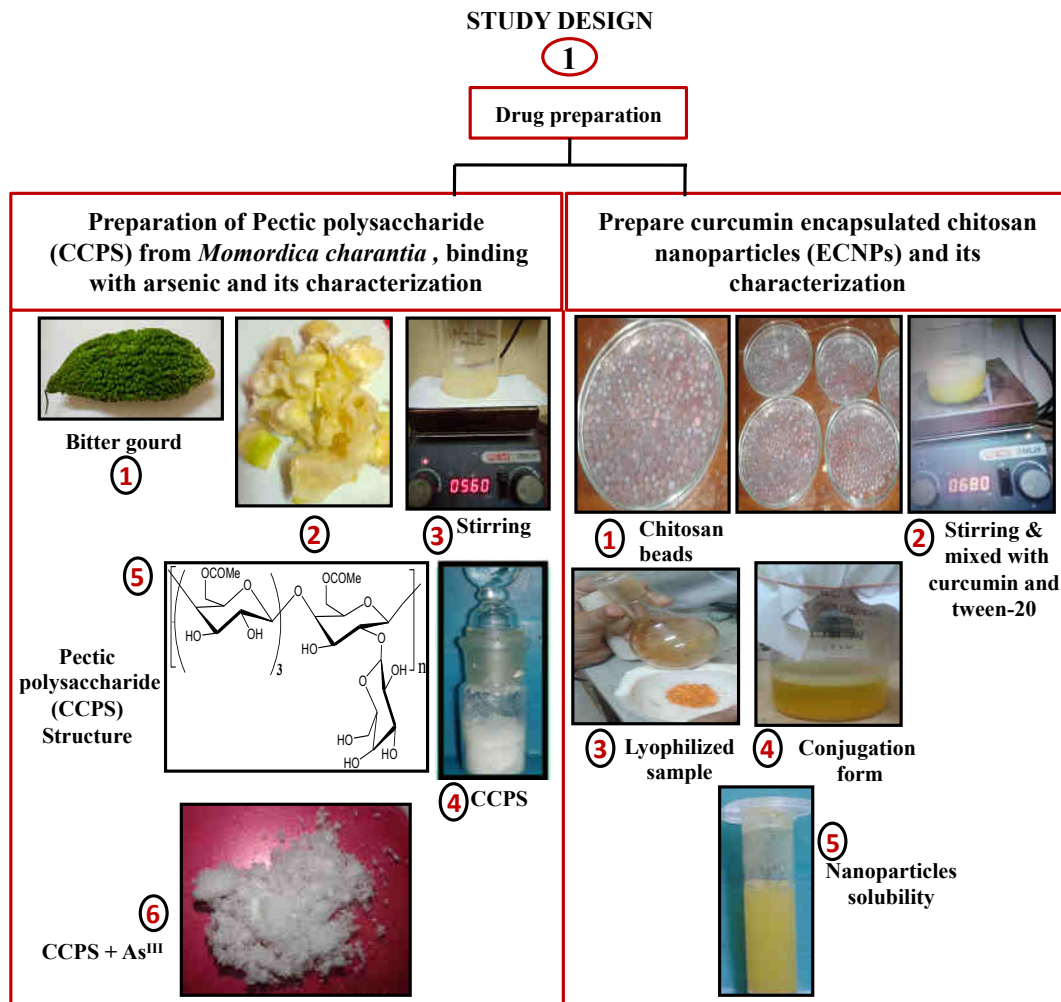 STUDY DESIGN
1
Drug preparation
Preparation of Pectic polysaccharide
(CCPS) from Momordica charantia , binding
with arsenic and its characterization
Bitter gourd
1
2
0560
3 Stirring
5
OCOMe
OCOMe
O
O
O
O
OH
HO
HO
3
O
n
O
OH
O
HO
HO
HO
Pectic
polysaccharide
(CCPS)
Structure
4 CCPS
6
CCPS + AsIII
Prepare curcumin encapsulated chitosan
nanoparticles (ECNPs) and its
characterization
1 Chitosan
beads
0680
2 Stirring &
mixed with
curcumin and
tween-20
3 Lyophilized
sample
4 Conjugation
form
5
Nanoparticles
solubility